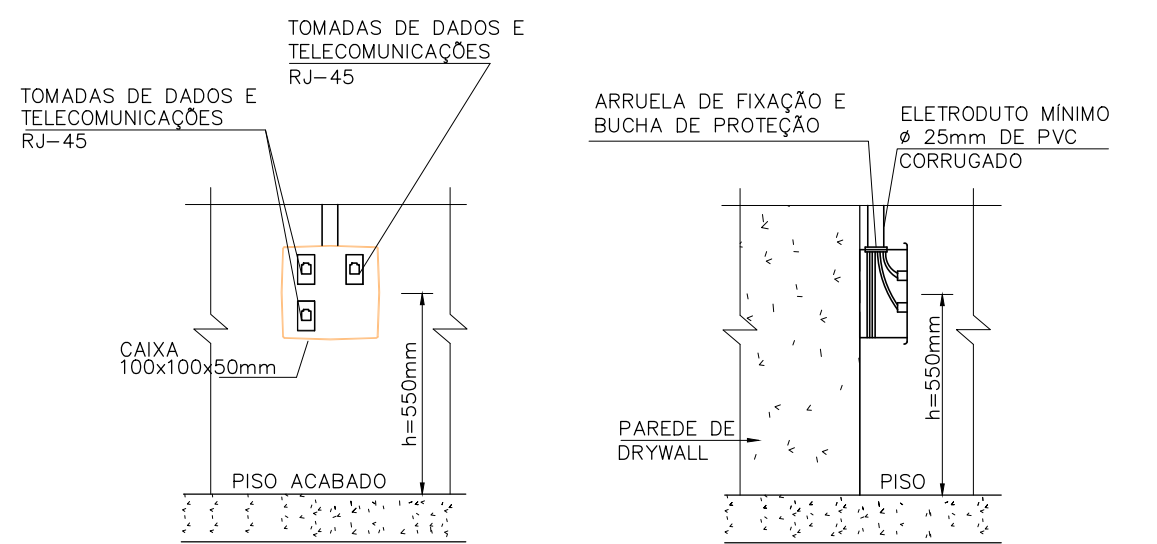 TOMADAS DE DADOS E
TELECOMUNICAÇÕES
RJ-45
TOMADAS DE DADOS E
TELECOMUNICAÇÕES
RJ-45
CAIXA
100x100x50mm
h=550mm
PISO ACABADO
ARRUELA DE FIXAÇÃO E
BUCHA DE PROTEÇÃO
ELETRODUTO MÍNIMO
ø 25mm DE PVC
CORRUGADO
h=550mm
PAREDE DE
DRYWALL
PISO